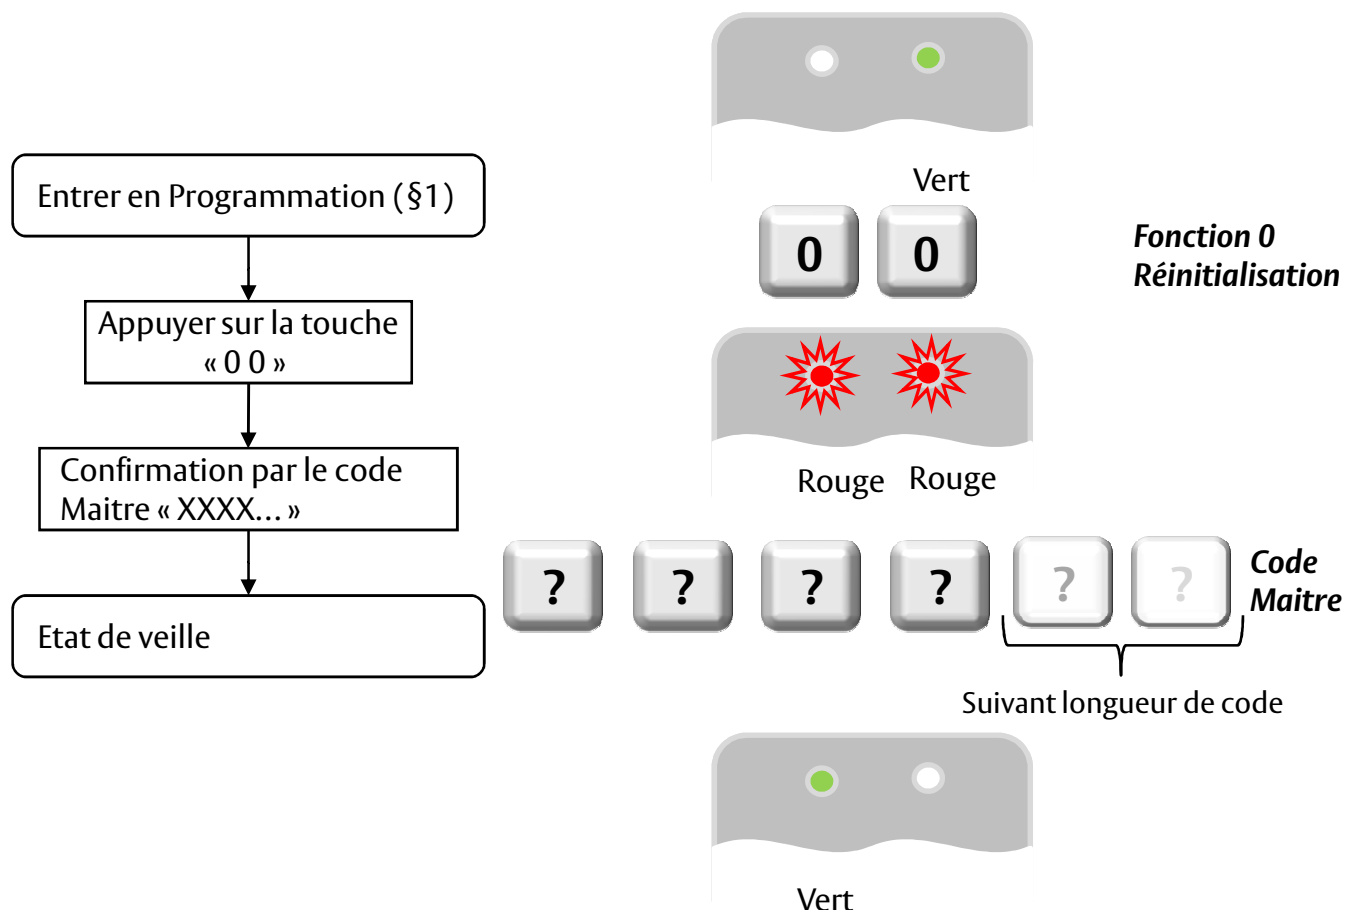 Vert
Entrer en Programmation (§1)
0 0
Fonction 0
Réinitialisation
Appuyer sur la touche
« 0 0 »
Confirmation par le code
Maitre « XXXX... »
Rouge Rouge
? ? ? ? ? ?
Code
Maitre
Etat de veille
Suivant longueur de code
Vert